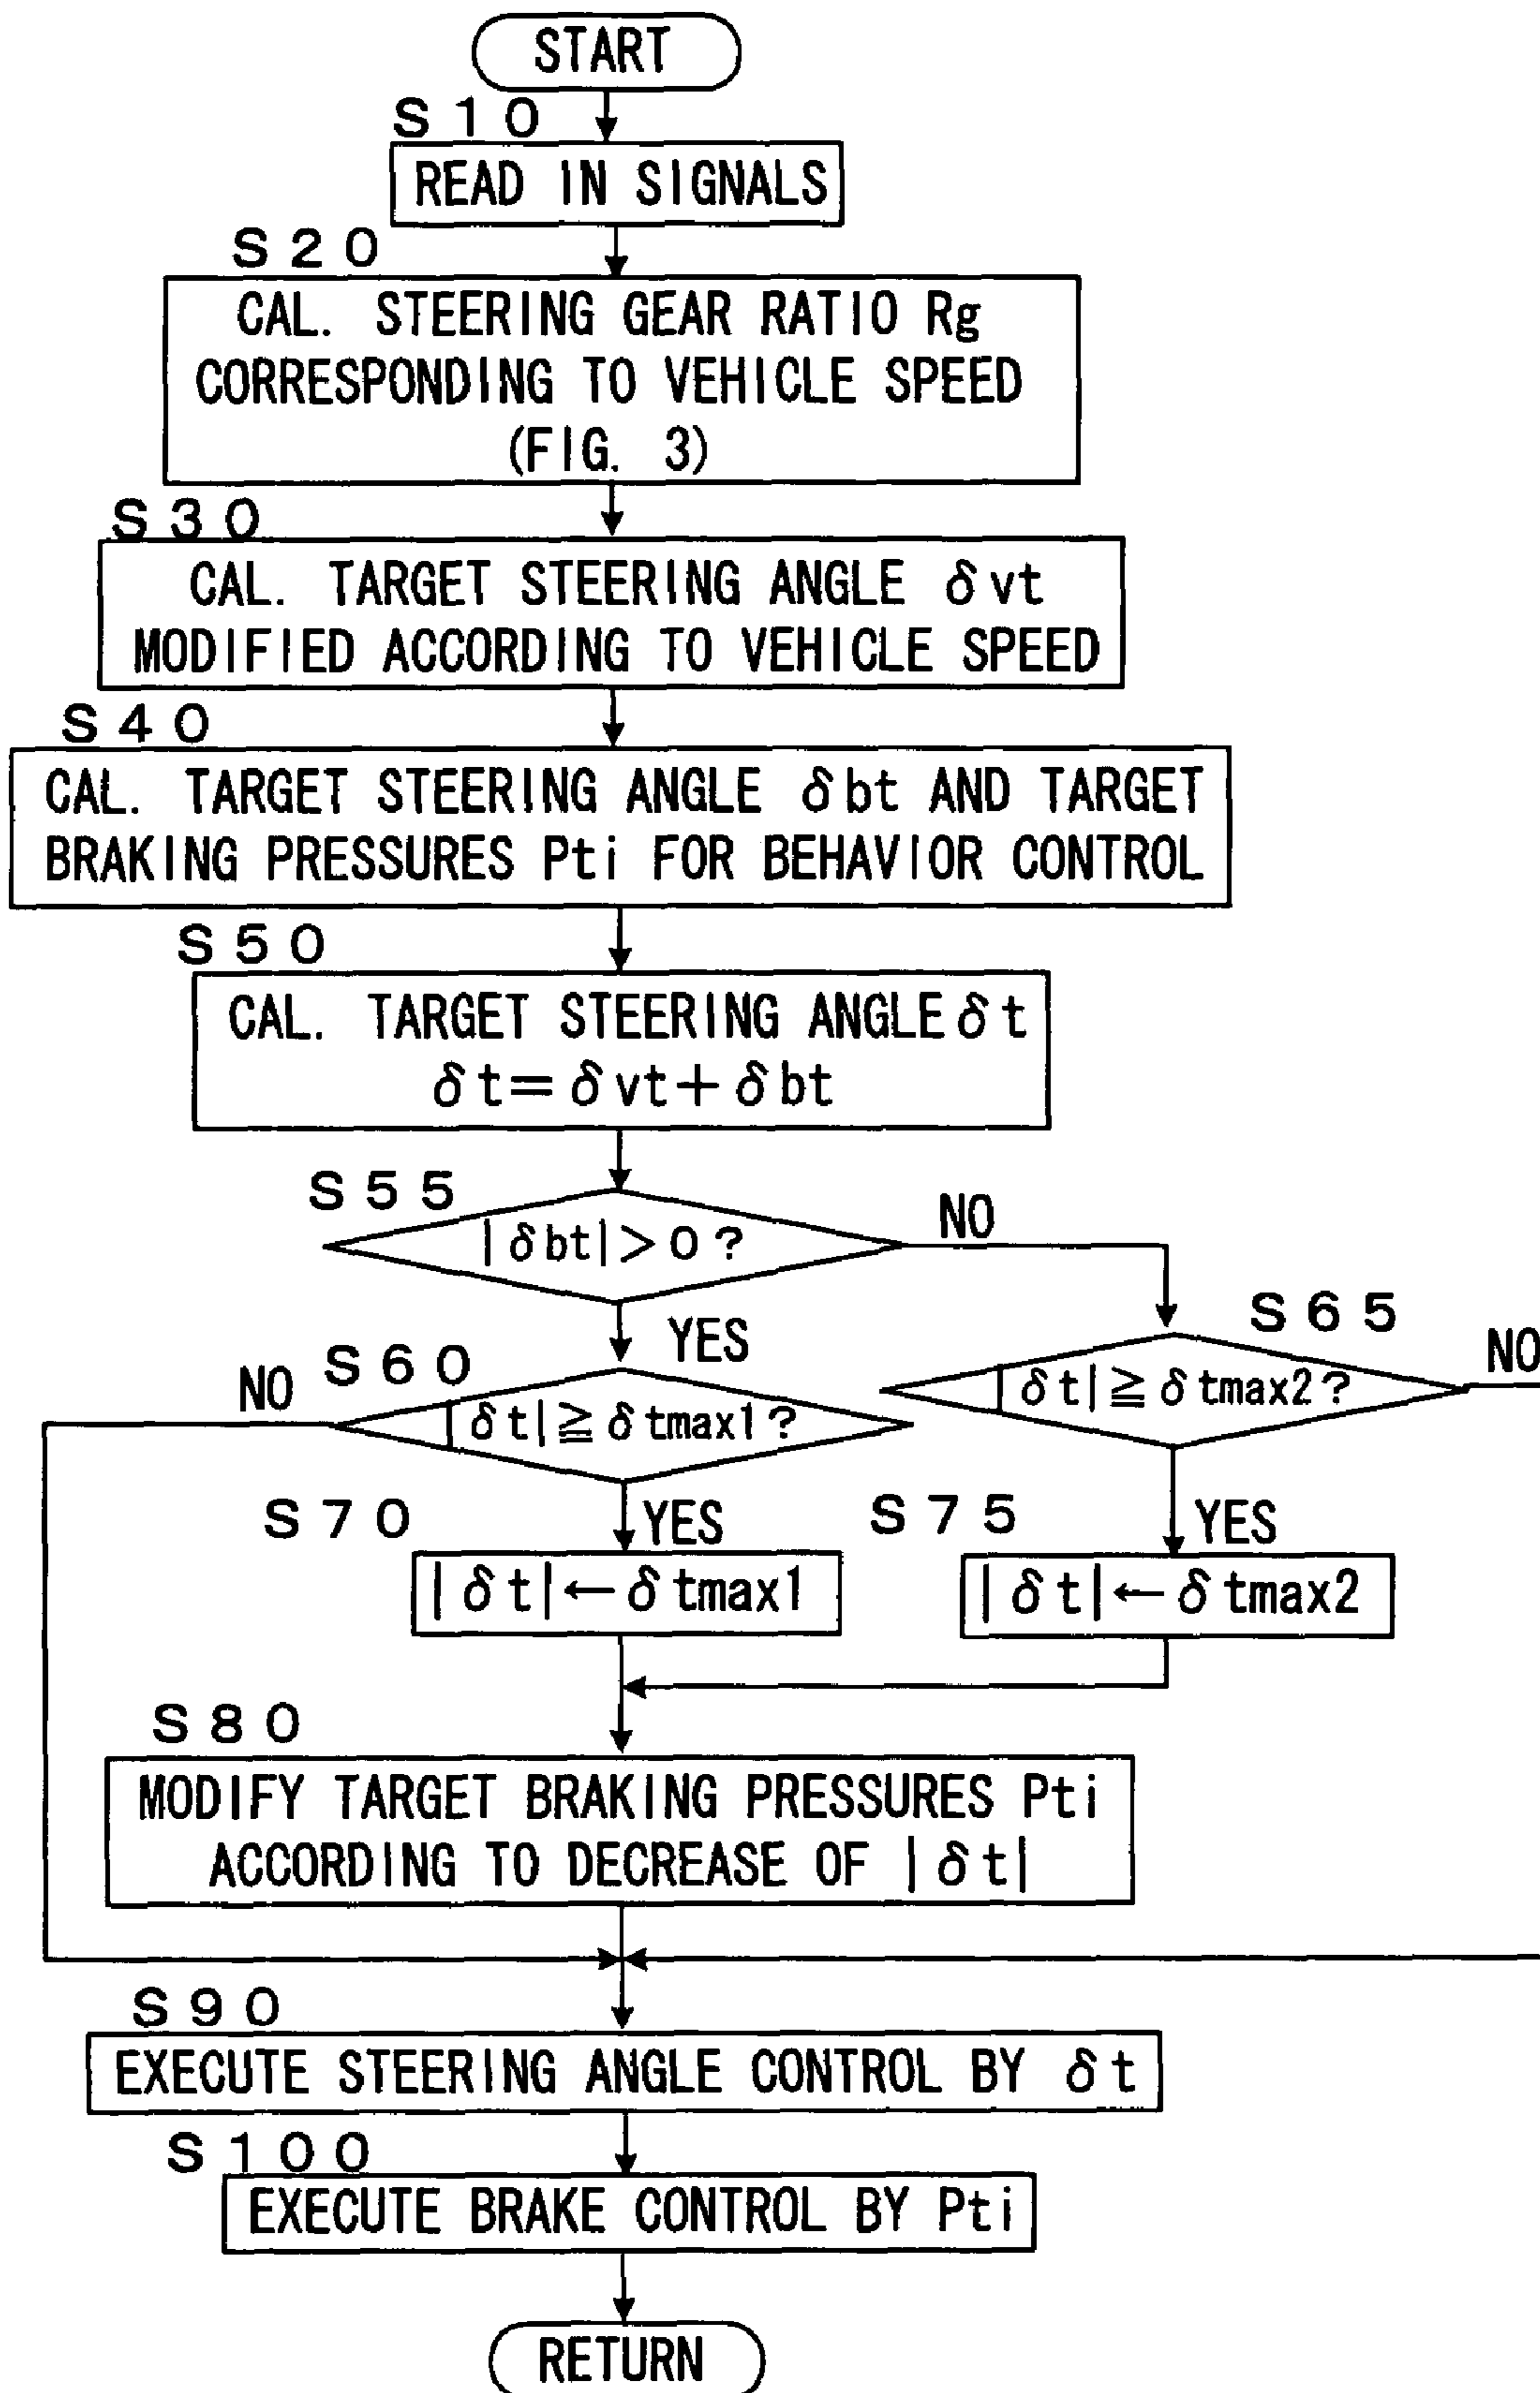 START
S10
READ IN SIGNALS
S20
CAL. STEERING GEAR RATIO Rg
CORRESPONDING TO VEHICLE SPEED
(FIG. 3)
S30
CAL. TARGET STEERING ANGLE δvt
MODIFIED ACCORDING TO VEHICLE SPEED
S40
CAL. TARGET STEERING ANGLE δbt AND TARGET
BRAKING PRESSURES Pti FOR BEHAVIOR CONTROL
S50
CAL. TARGET STEERING ANGLE δt
δt=δvt+δbt
S55
|δbt|>0?
NO
YES
S65
|δt|≧δtmax2?
NO
S60
NO
|δt|≧δtmax1?
S70
YES
|δt|←δtmax1
S75
YES
|δt|←δtmax2
S80
MODIFY TARGET BRAKING PRESSURES Pti
ACCORDING TO DECREASE OF |δt|
S90
EXECUTE STEERING ANGLE CONTROL BY δt
S100
EXECUTE BRAKE CONTROL BY Pti
RETURN